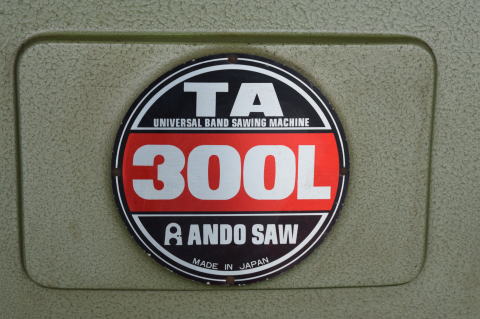 TA
UNIVERSAL BAND SAWING MACHINE
300L
ANDO SAW
MADE IN JAPAN